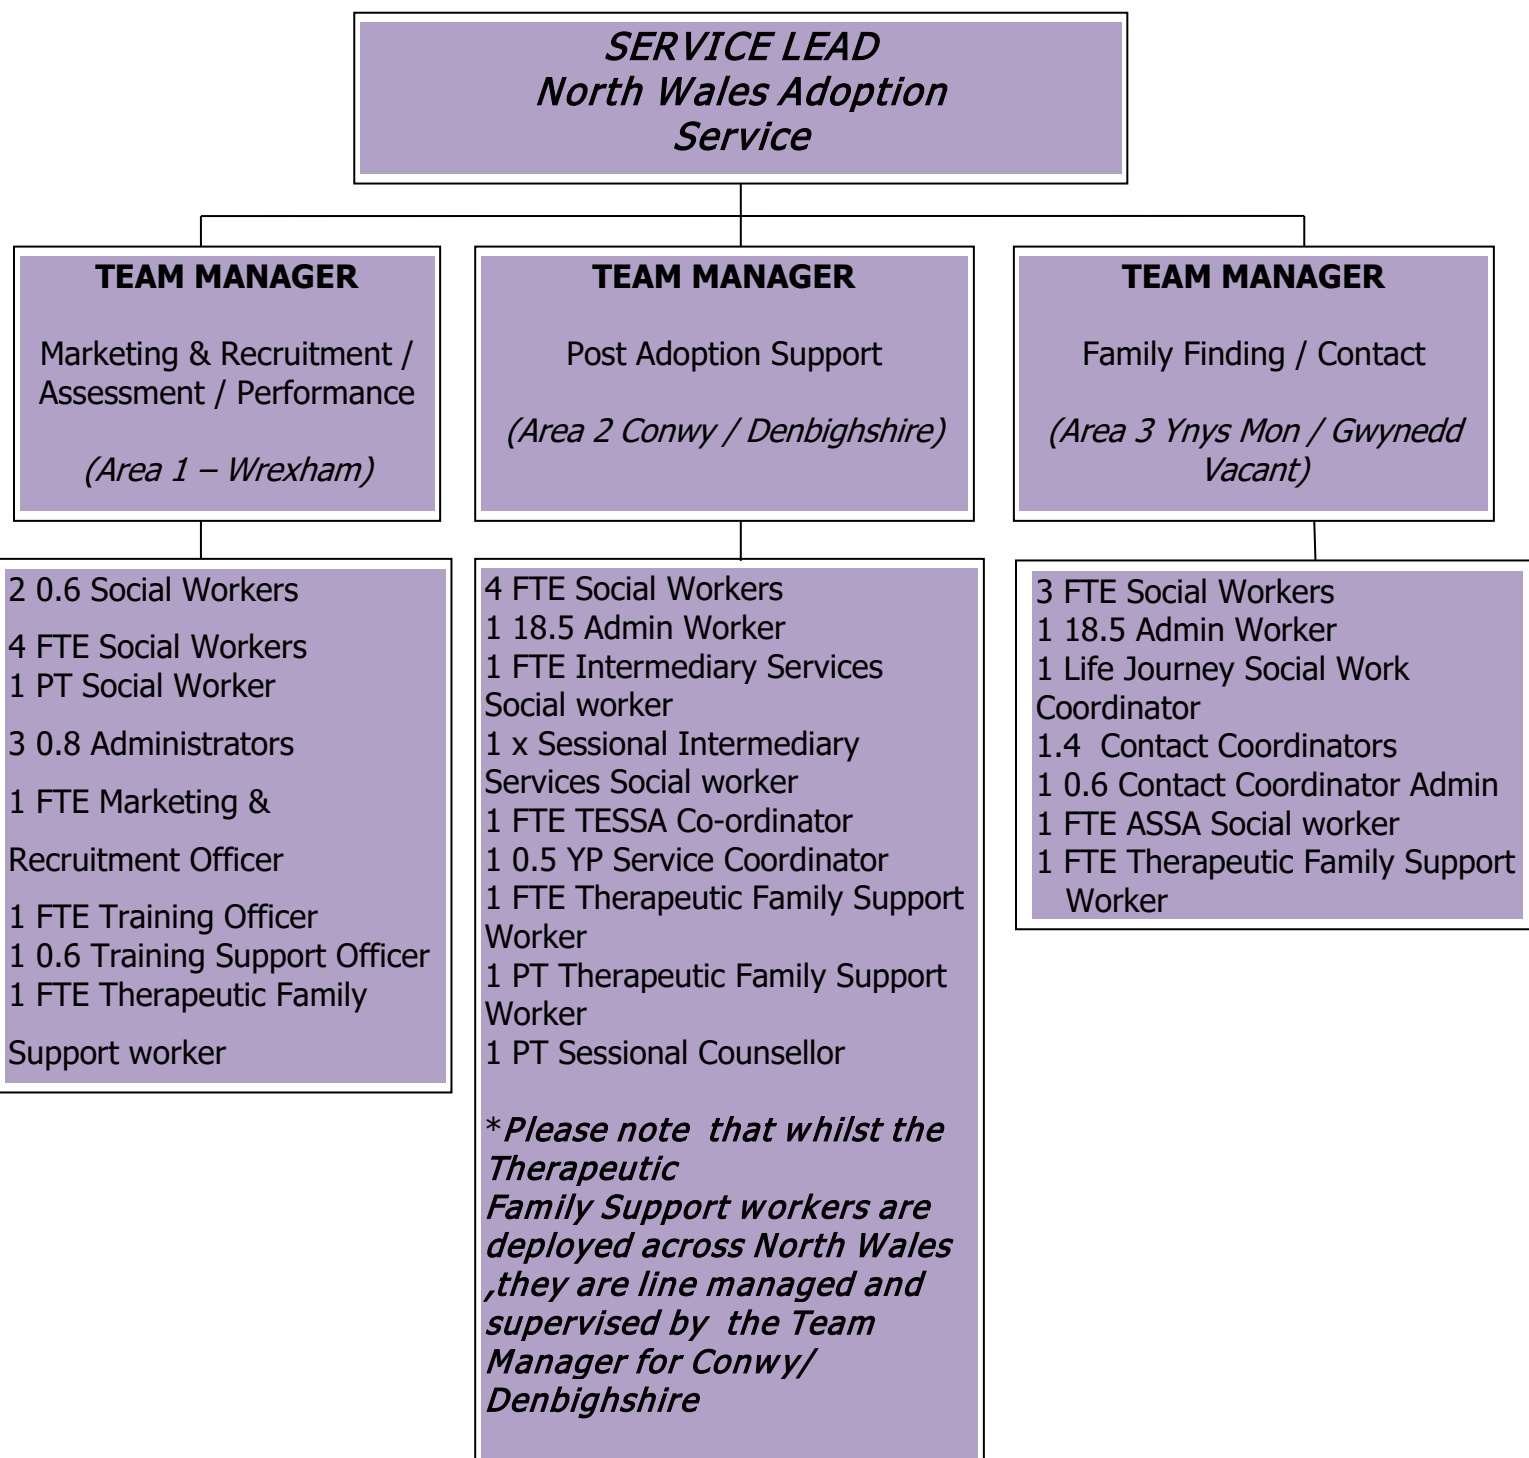 SERVICE LEAD
North Wales Adoption
Service
TEAM MANAGER
Marketing & Recruitment /
Assessment / Performance
(Area 1 – Wrexham)
TEAM MANAGER
Post Adoption Support
(Area 2 Conwy / Denbighshire)
TEAM MANAGER
Family Finding / Contact
(Area 3 Ynys Mon / Gwynedd
Vacant)
2 0.6 Social Workers
4 FTE Social Workers
1 PT Social Worker
3 0.8 Administrators
1 FTE Marketing &
Recruitment Officer
1 FTE Training Officer
1 0.6 Training Support Officer
1 FTE Therapeutic Family
Support worker
4 FTE Social Workers
1 18.5 Admin Worker
1 FTE Intermediary Services
Social worker
1 x Sessional Intermediary
Services Social worker
1 FTE TESSA Co-ordinator
1 0.5 YP Service Coordinator
1 FTE Therapeutic Family Support
Worker
1 PT Therapeutic Family Support
Worker
1 PT Sessional Counsellor
*Please note  that whilst the
Therapeutic
Family Support workers are
deployed across North Wales
,they are line managed and
supervised by  the Team
Manager for Conwy/
Denbighshire
3 FTE Social Workers
1 18.5 Admin Worker
1 Life Journey Social Work
Coordinator
1.4  Contact Coordinators
1 0.6 Contact Coordinator Admin
1 FTE ASSA Social worker
1 FTE Therapeutic Family Support
Worker